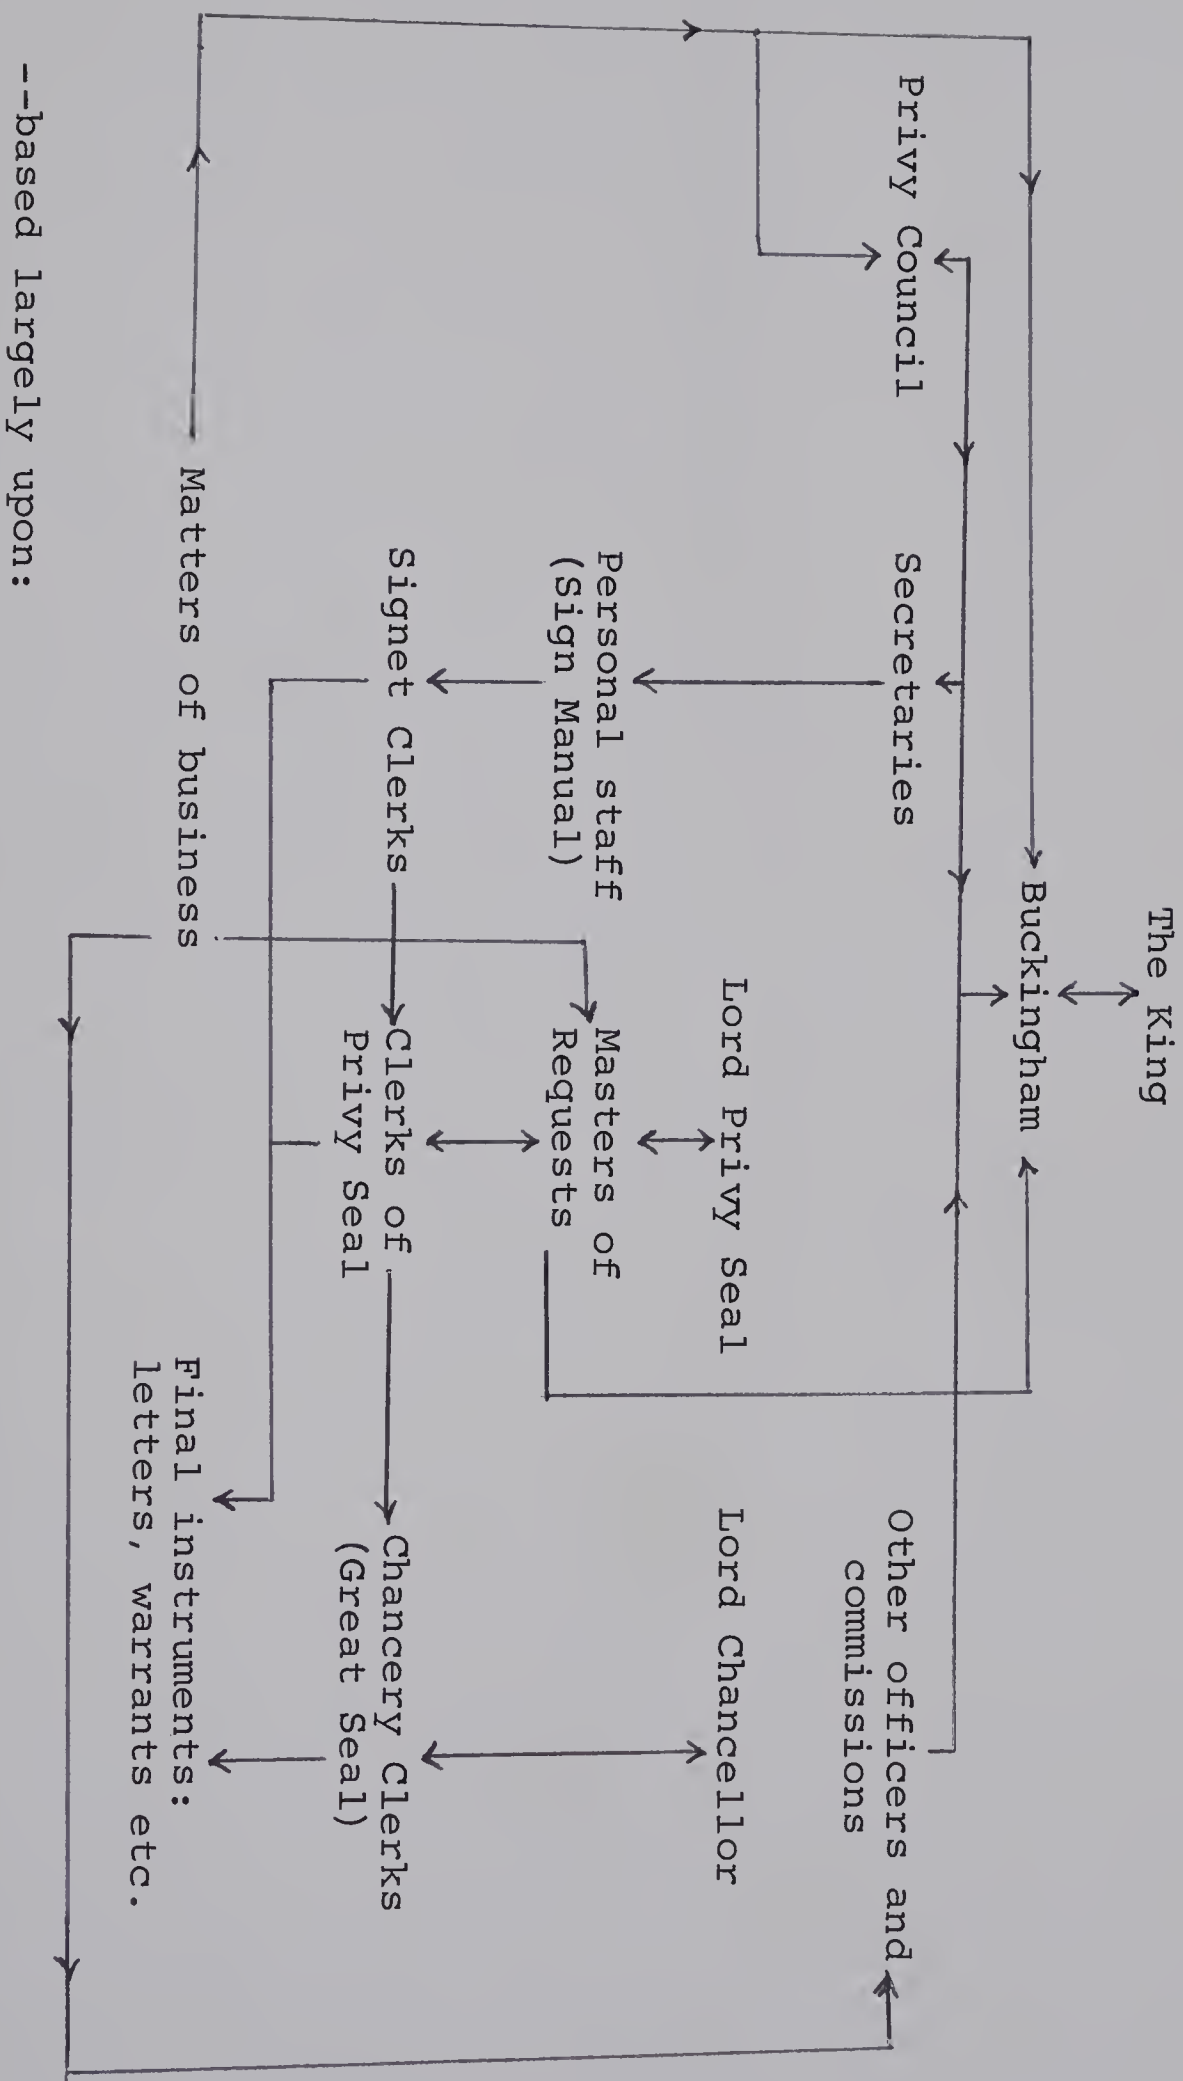 The King
Buckingham
Privy Council
Secretaries
Other officers and
commissions
Lord Privy Seal
Lord Chancellor
Personal staff
(Sign Manual)
Masters of
Requests
Signet Clerks
Clerks of
Privy Seal
Chancery Clerks
(Great Seal)
Matters of business
Final instruments:
letters, warrants etc.
--based largely upon: